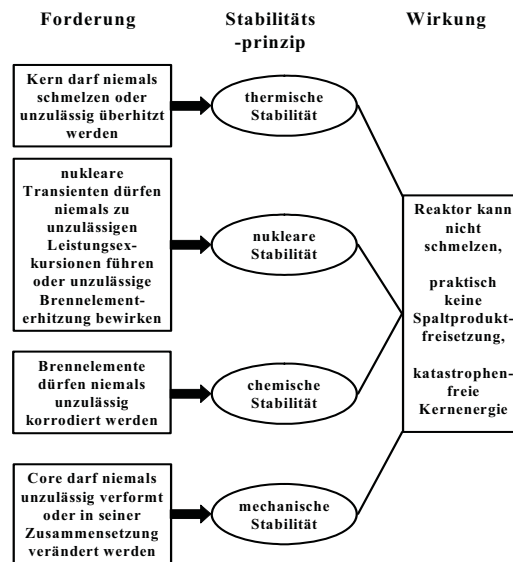 Forderung
Stabilitäts
-prinzip
Wirkung
Kern darf niemals
schmelzen oder
unzulässig überhitzt
werden
thermische
Stabilität
nukleare
Transienten dürfen
niemals zu
unzulässigen
Leistungsex-
kursionen führen
oder unzulässige
Brennelement-
erhitzung bewirken
nukleare
Stabilität
Brennelemente
dürfen niemals
unzulässig
korrodiert werden
chemische
Stabilität
Core darf niemals
unzulässig verformt
oder in seiner
Zusammensetzung
verändert werden
mechanische
Stabilität
Reaktor kann
nicht
schmelzen,
praktisch
keine
Spaltprodukt-
freisetzung,
katastrophen-
freie
Kernenergie